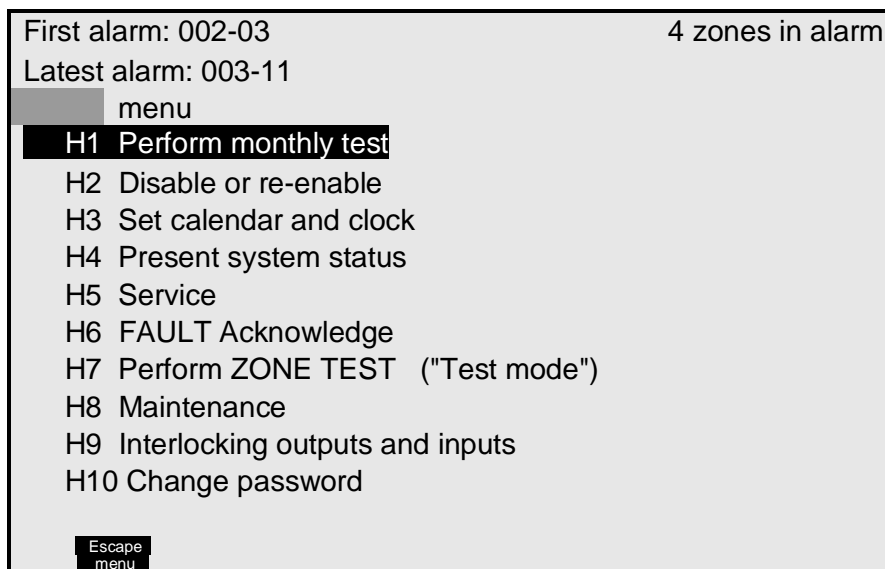 First alarm: 002-03 4 zones in alarm
Latest alarm: 003-11
menu
H1 Perform monthly test
H2 Disable or re-enable
H3 Set calendar and clock
H4 Present system status
H5 Service
H6 FAULT Acknowledge
H7 Perform ZONE TEST ("Test mode")
H8 Maintenance
H9 Interlocking outputs and inputs
H10 Change password
Escape
menu